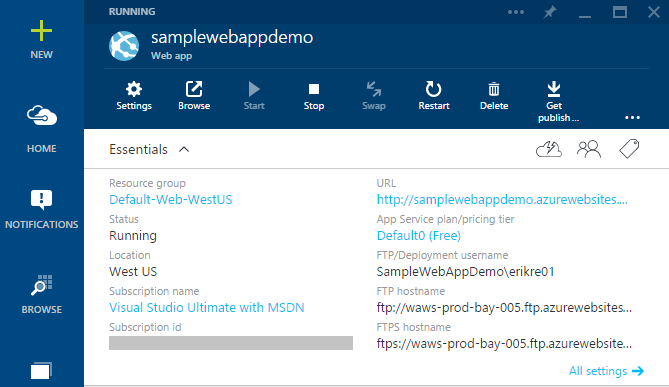 RUNNING
NEW
samplewebappdemo
Web app
Settings
Browse
Start
Stop
Swap
Restart
Delete
Get
publish ...
HOME
NOTIFICATIONS
BROWSE
Essentials
Resource group
Default-Web-WestUS
Status
Running
Location
West US
Subscription name
Visual Studio Ultimate with MSDN
Subscription id
URL
http://samplewebappdemo.azurewebsites....
App Service plan/pricing tier
Default0 (Free)
FTP/Deployment username
SampleWebAppDemo\erikre01
FTP hostname
ftp://waws-prod-bay-005.ftp.azurewebsites...
FTPS hostname
ftps://waws-prod-bay-005.ftp.azurewebsite...
All settings